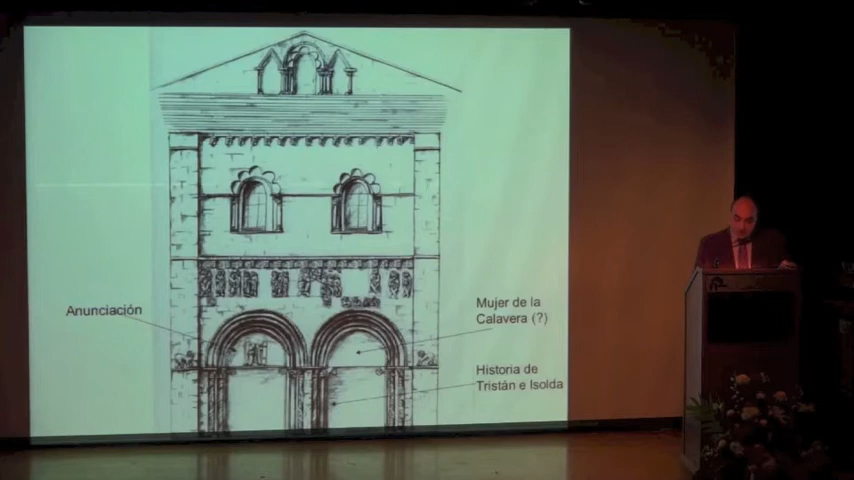 Anunciación
Mujer de la
Calavera (?)
Historia de
Tristán e Isolda